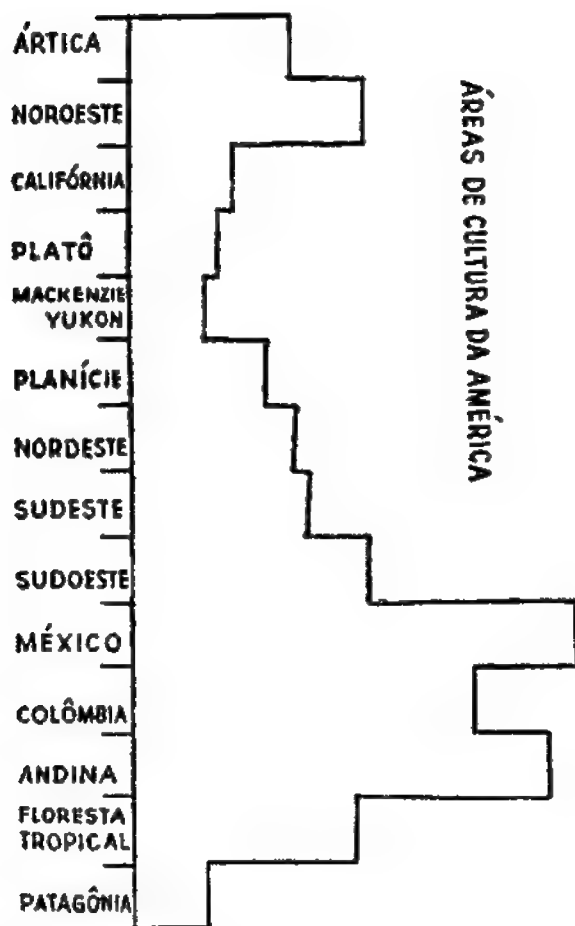 ÁRTICA
NOROESTE
CALIFÓRNIA
PLATÔ
MACKENZIE
YUKON
PLANÍCIE
NORDESTE
SUDESTE
SUDOESTE
MÉXICO
COLÔMBIA
ANDINA
FLORESTA
TROPICAL
PATAGÔNIA
ÁREAS DE CULTURA DA AMÉRICA